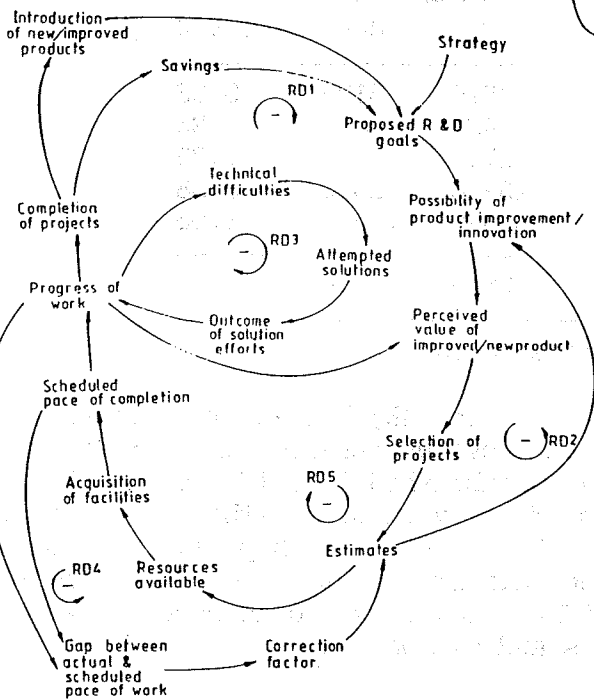 Introduction
of new/improved
products
Strategy
Savings
RD1
–
Proposed R & D
goals
Technical
difficulties
Possibility of
product improvement/
innovation
Completion
of projects
RD3
–
Attempted
solutions
Progress of
work
Outcome
of solution
efforts
Perceived
value of
improved/newproduct
Scheduled
pace of completion
Selection of
projects
–
RD2
Acquisition
of facilities
RD5
–
Estimates
RD4
–
Resources
available
Gap between
actual &
scheduled
pace of work
Correction
factor.